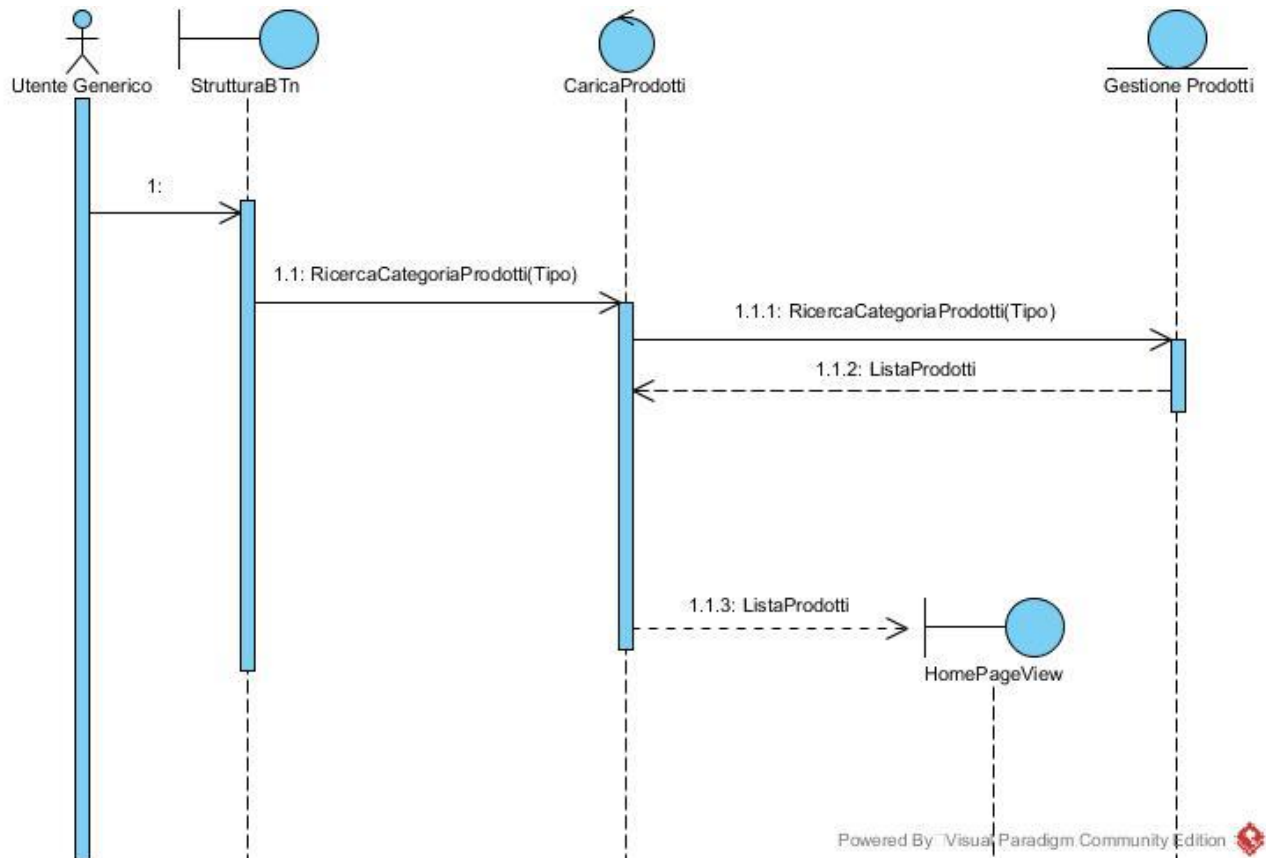 Utente Generico
StrutturaBTn
CaricaProdotti
Gestione Prodotti
1:
1.1: RicercaCategoriaProdotti(Tipo)
1.1.1: RicercaCategoriaProdotti(Tipo)
1.1.2: ListaProdotti
1.1.3: ListaProdotti
HomePageView
Powered By Visual Paradigm Community Edition